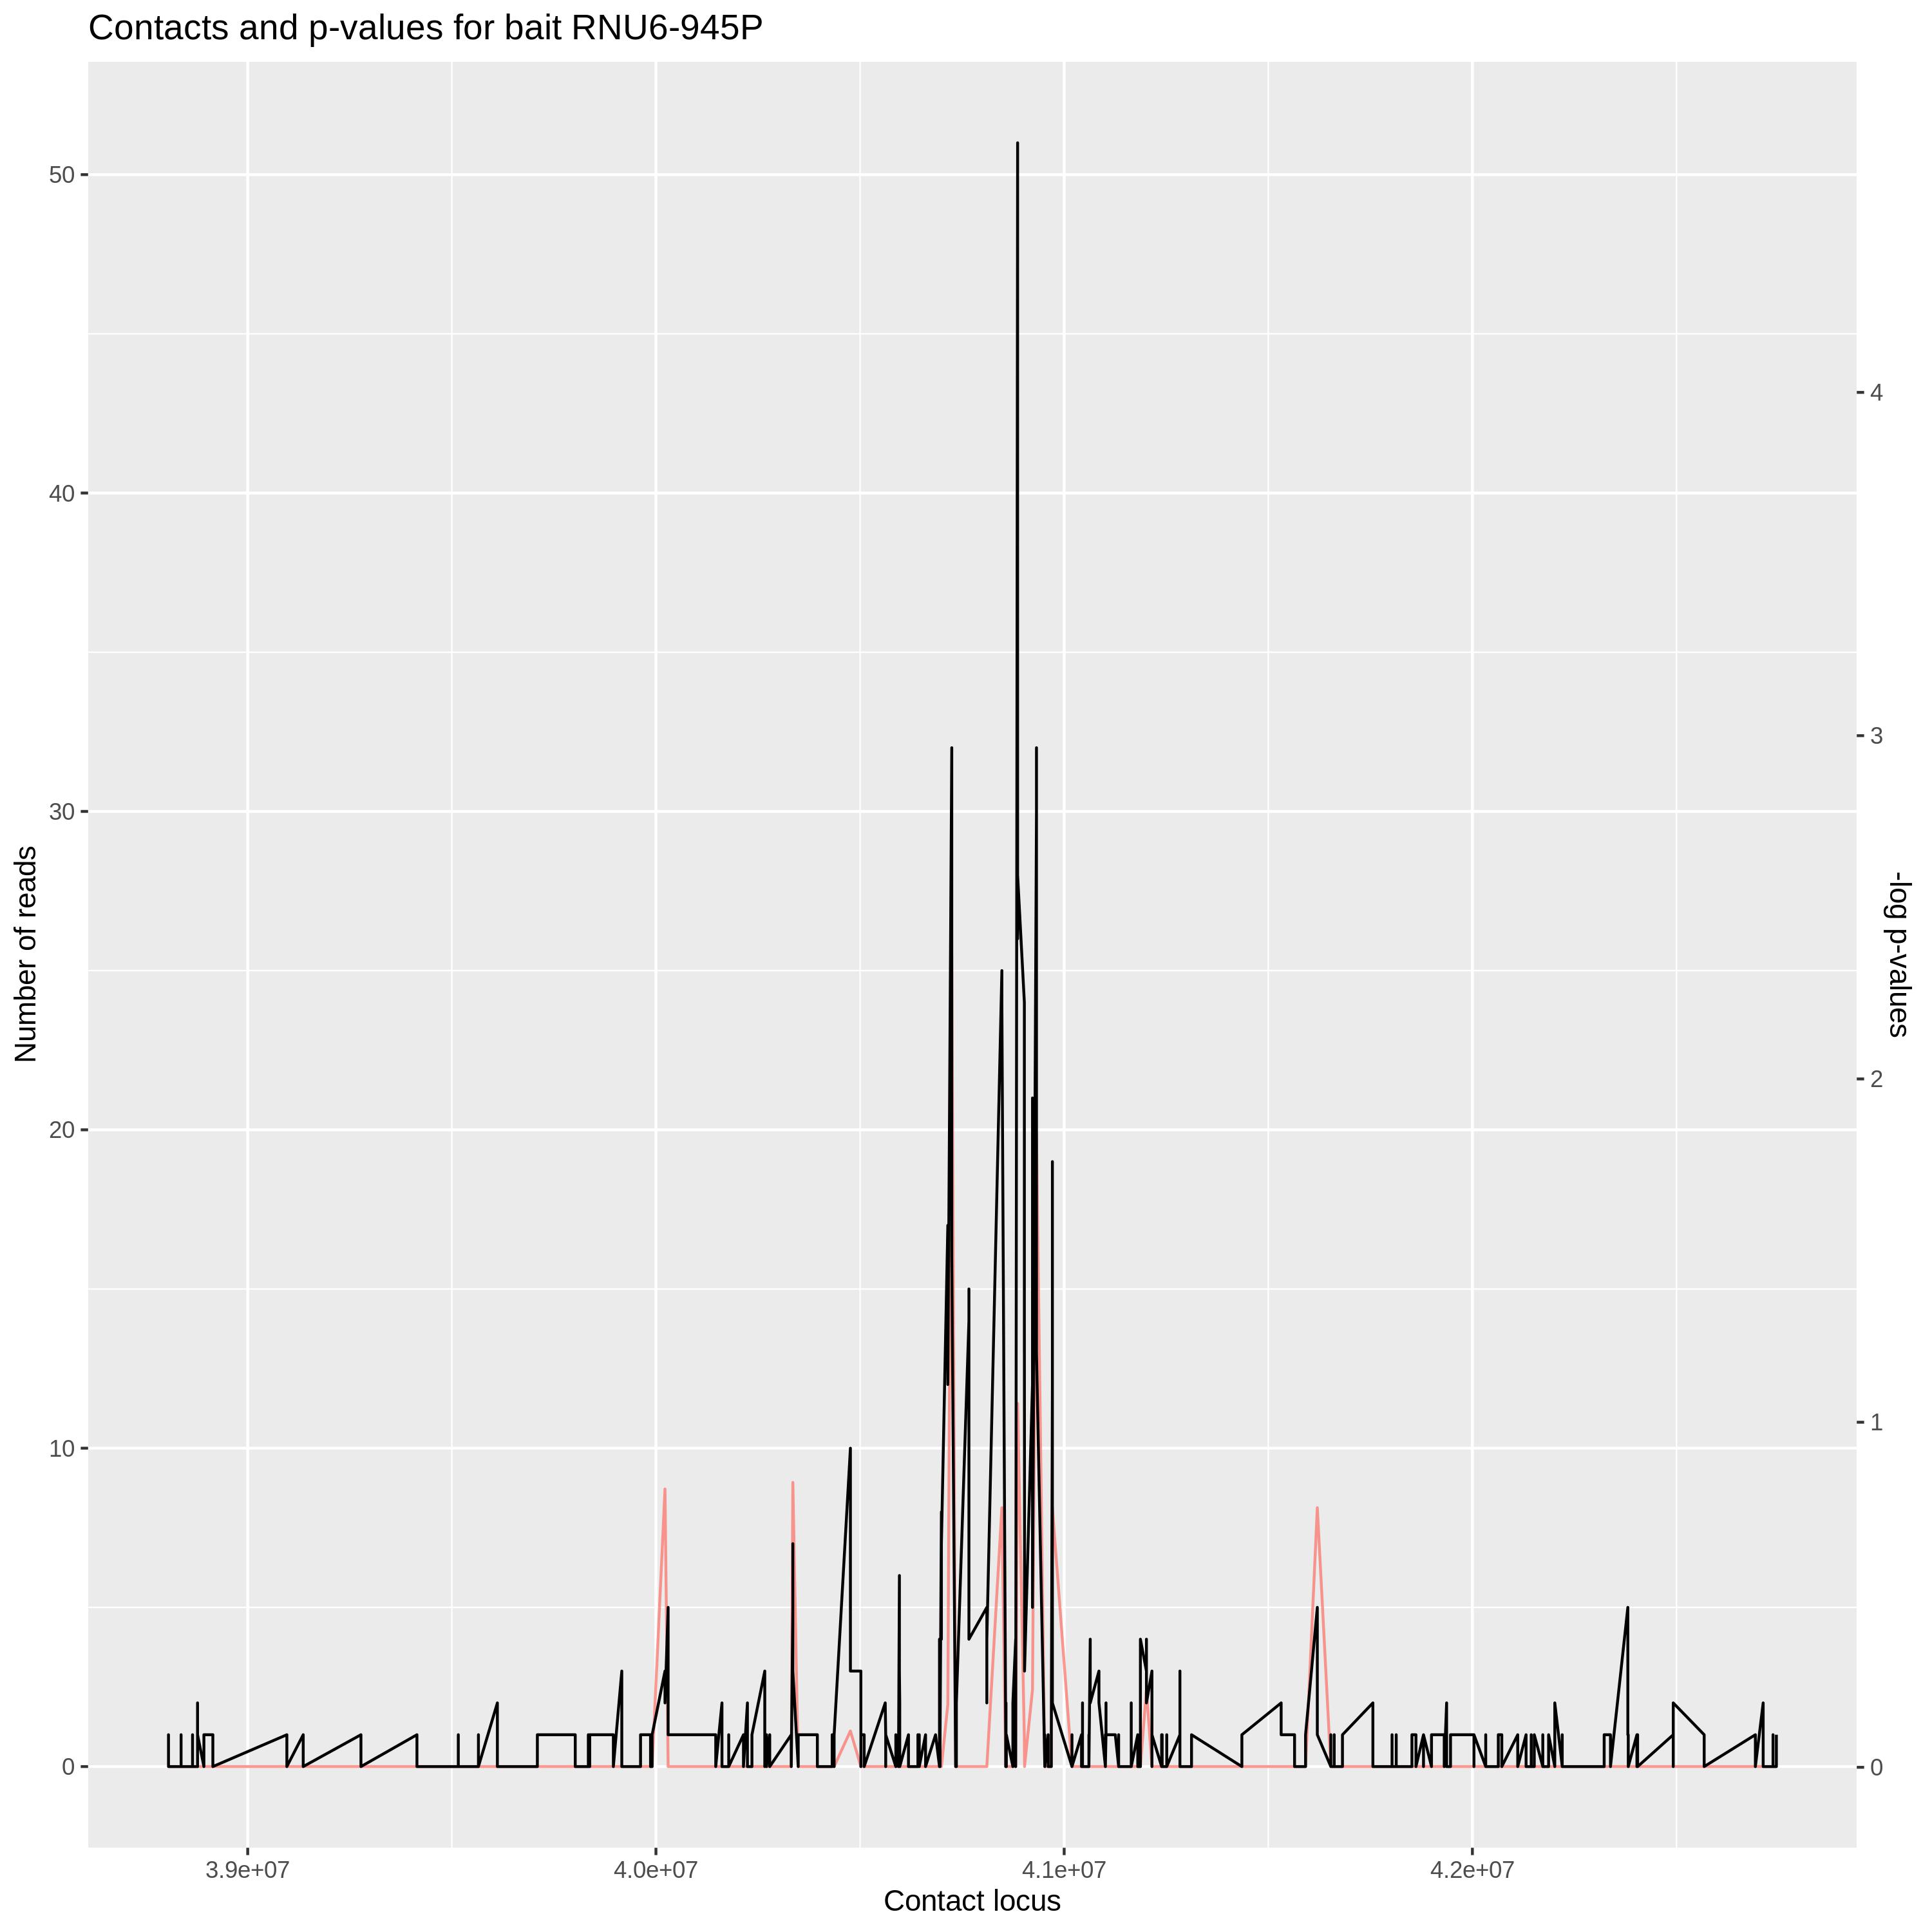 Contacts and p-values for bait RNU6-945P
50
40
30
20
10
0
Number of reads
4
3
2
1
0
-log p-values
3.9e+07
4.0e+07
4.1e+07
4.2e+07
Contact locus